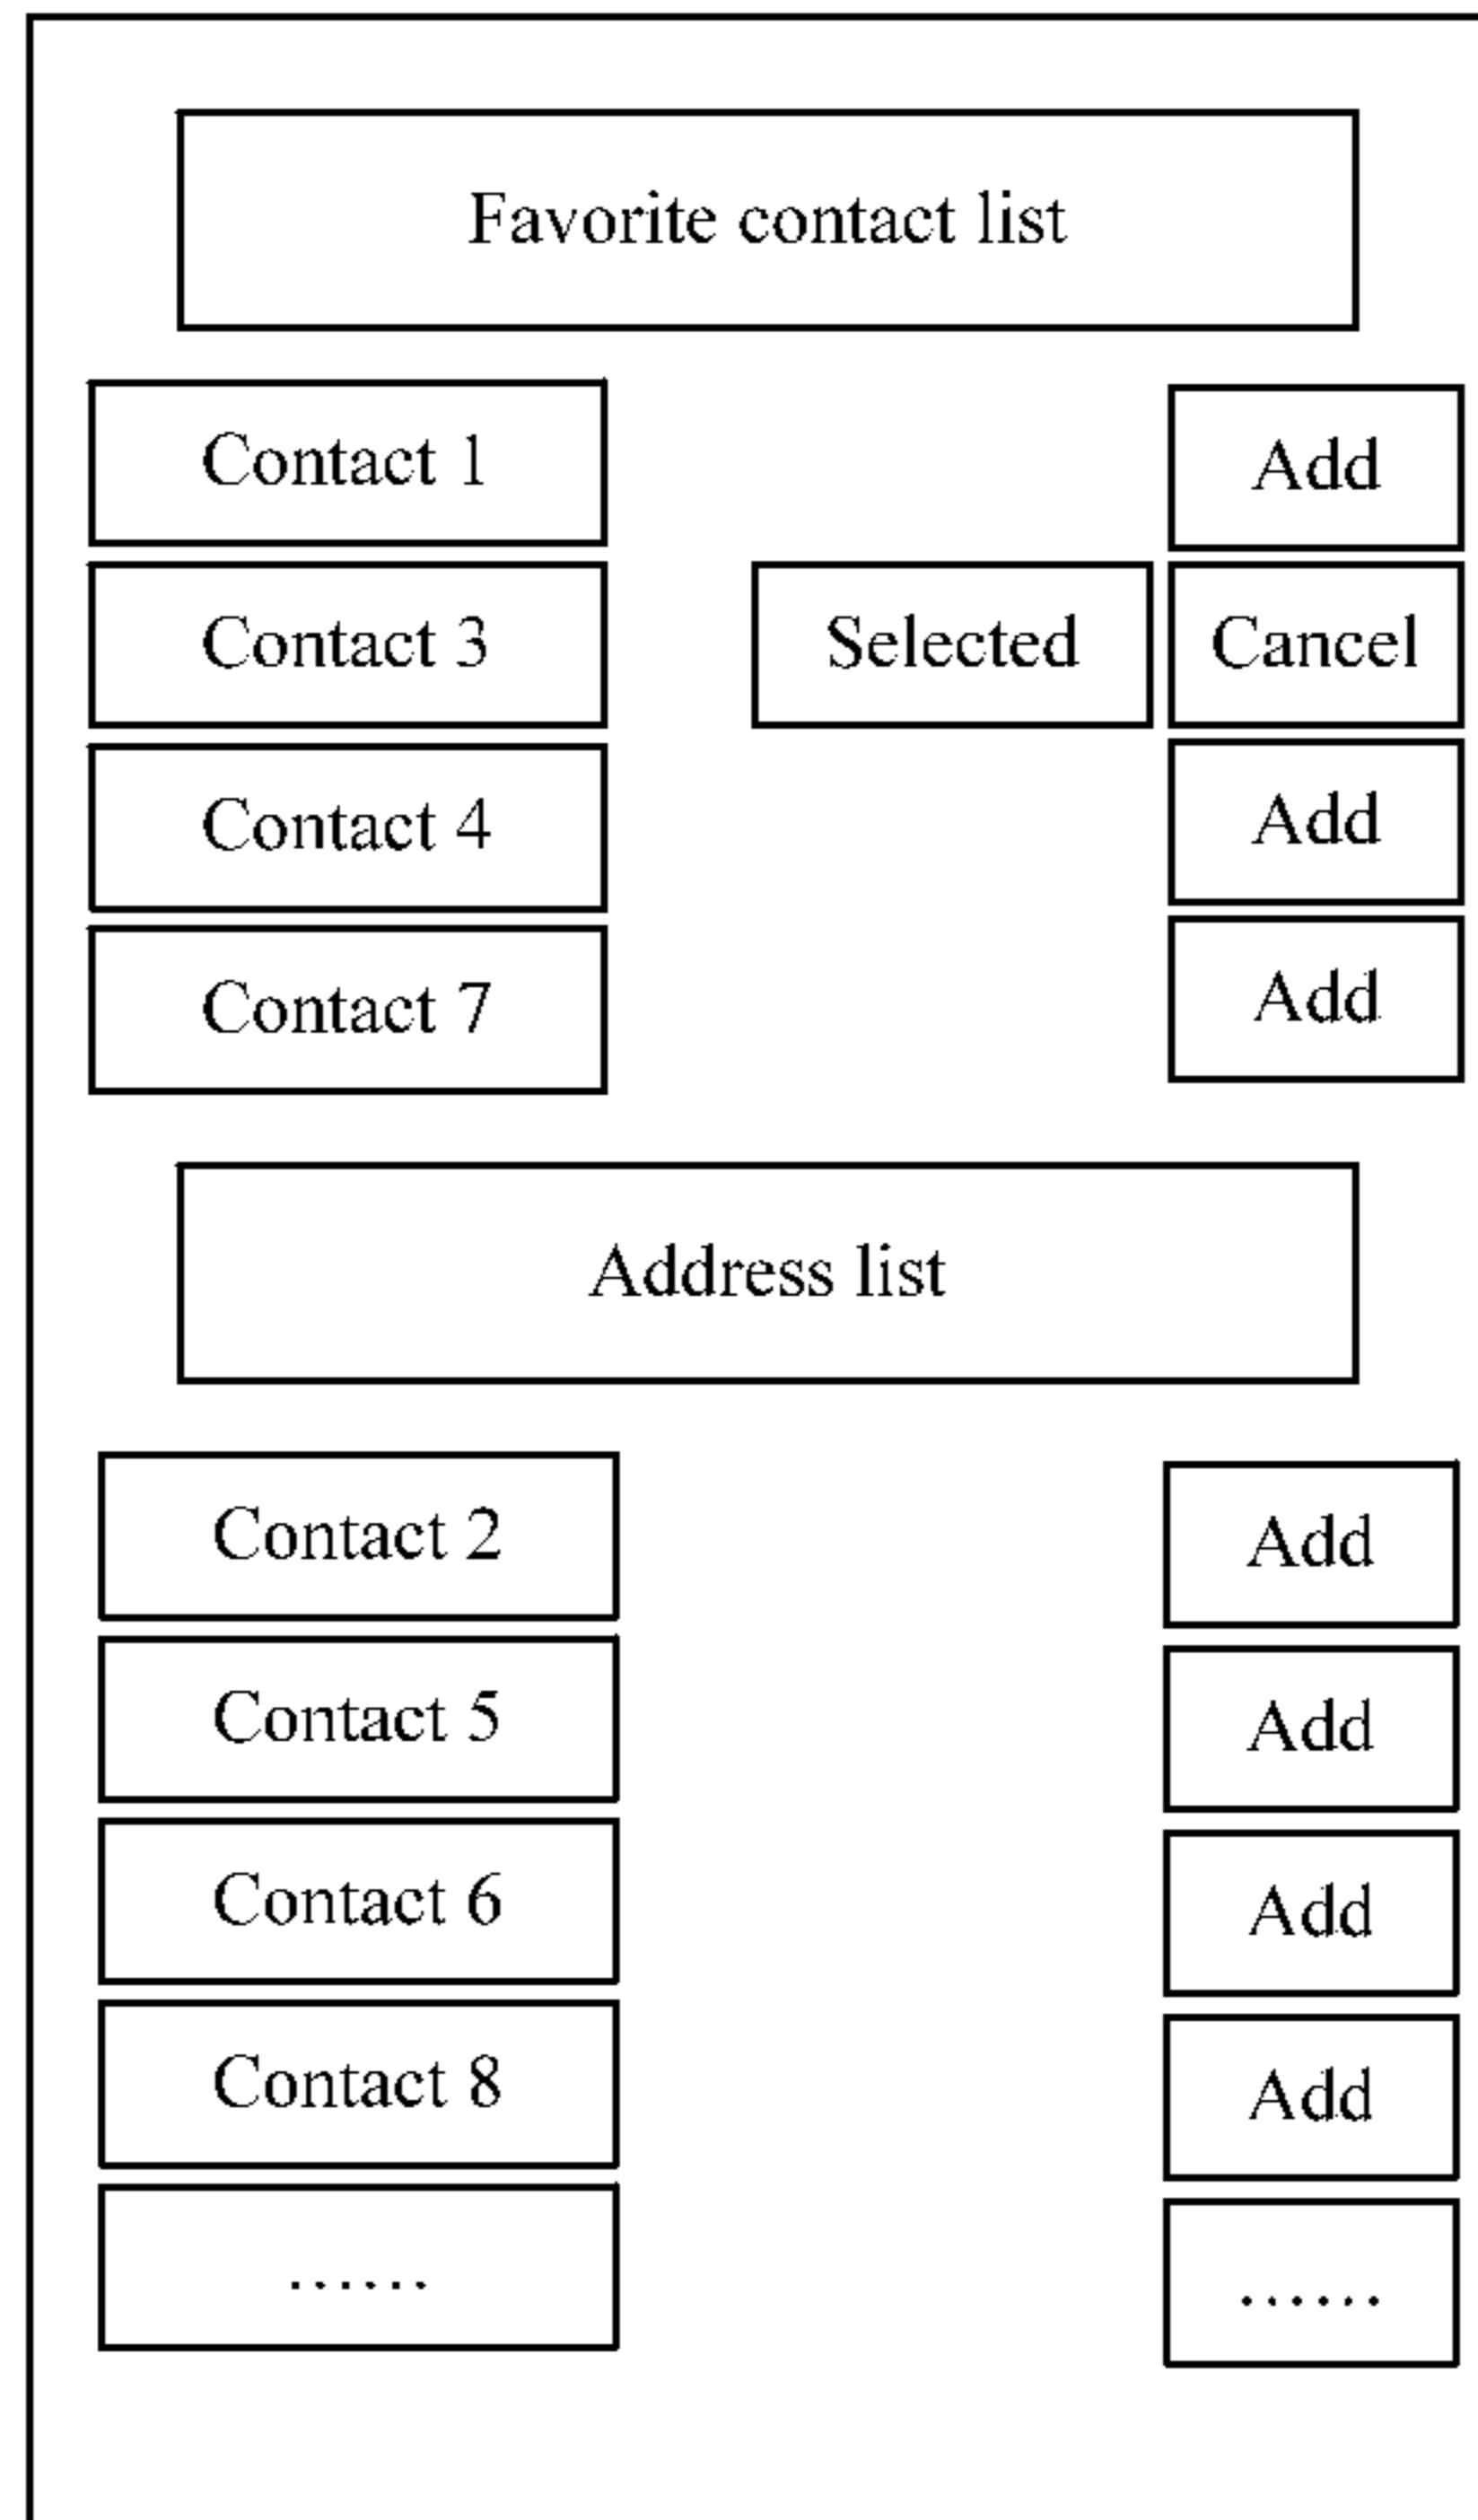 Favorite contact list
Contact 1 Add
Contact 3 Selected Cancel
Contact 4 Add
Contact 7 Add
Address list
Contact 2 Add
Contact 5 Add
Contact 6 Add
Contact 8 Add
...... ......